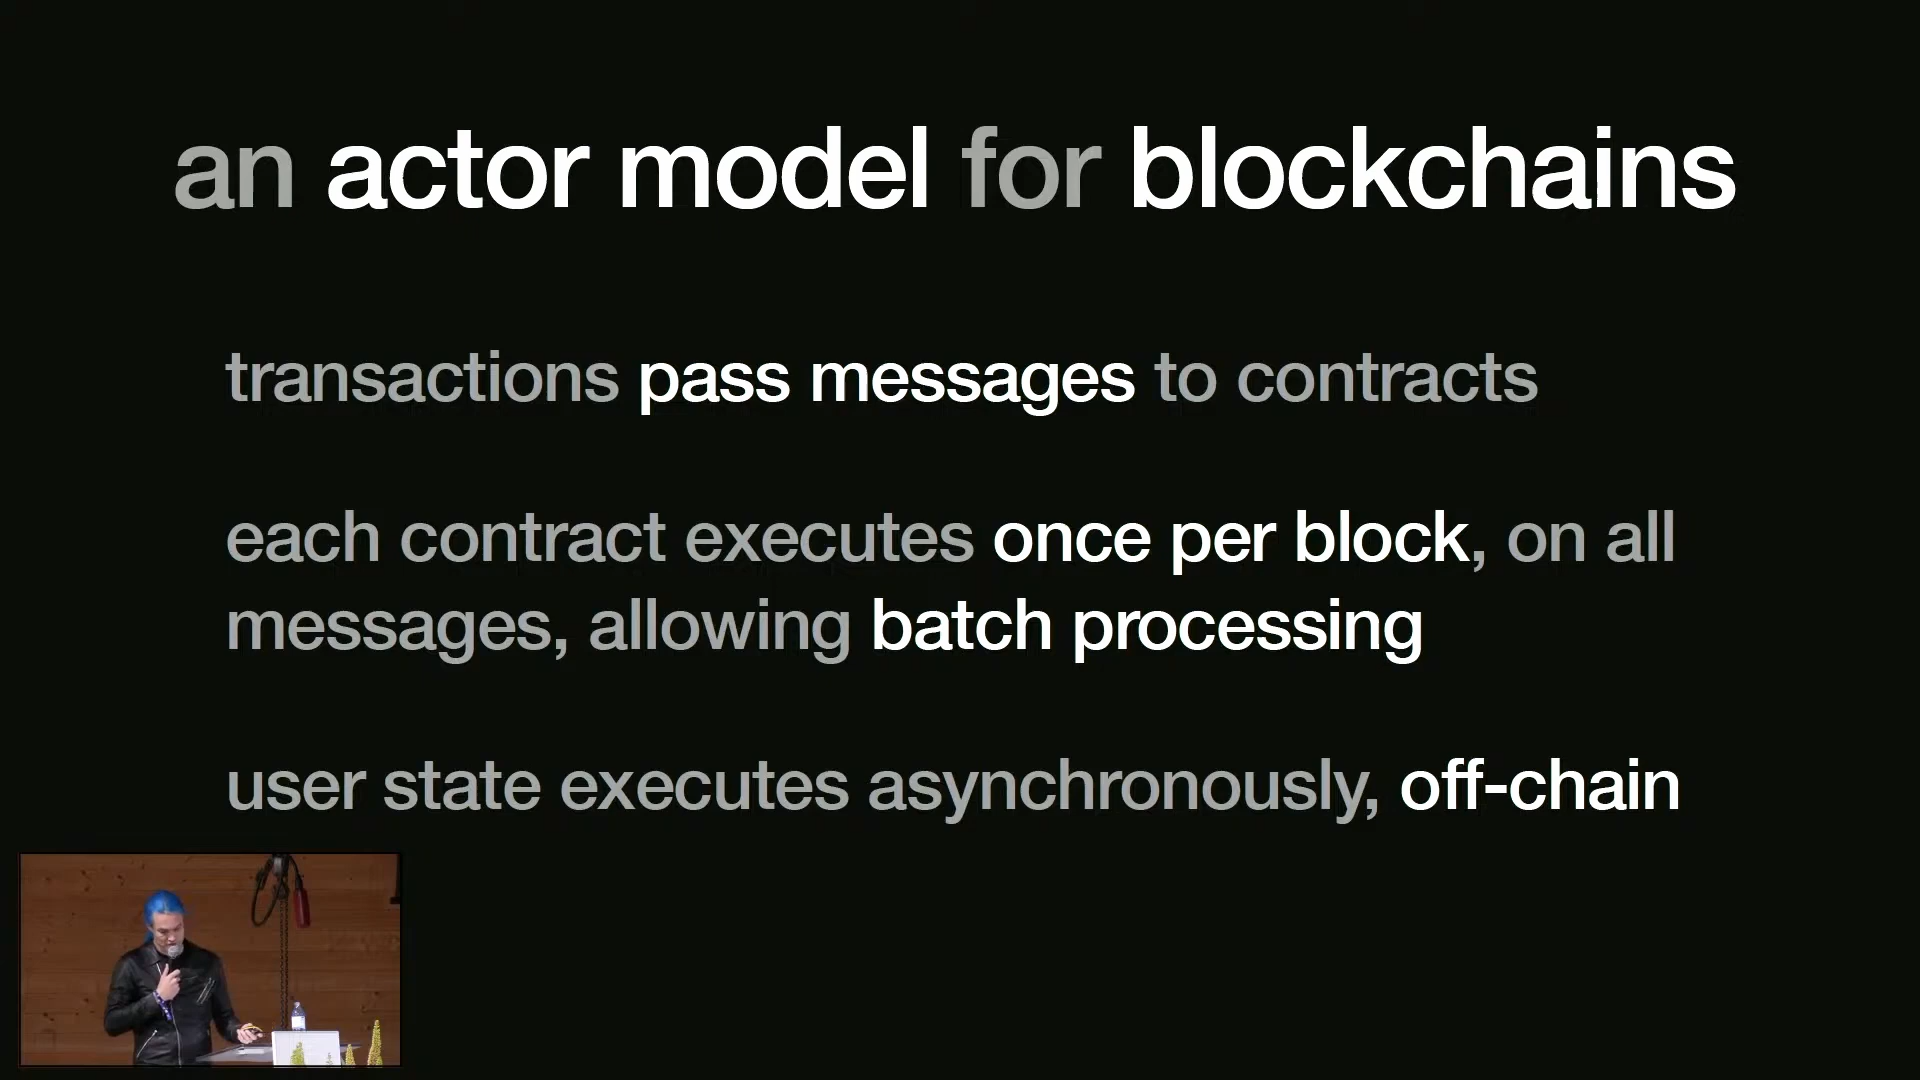 an actor model for blockchains
transactions pass messages to contracts
each contract executes once per block, on all
messages, allowing batch processing
user state executes asynchronously, off-chain